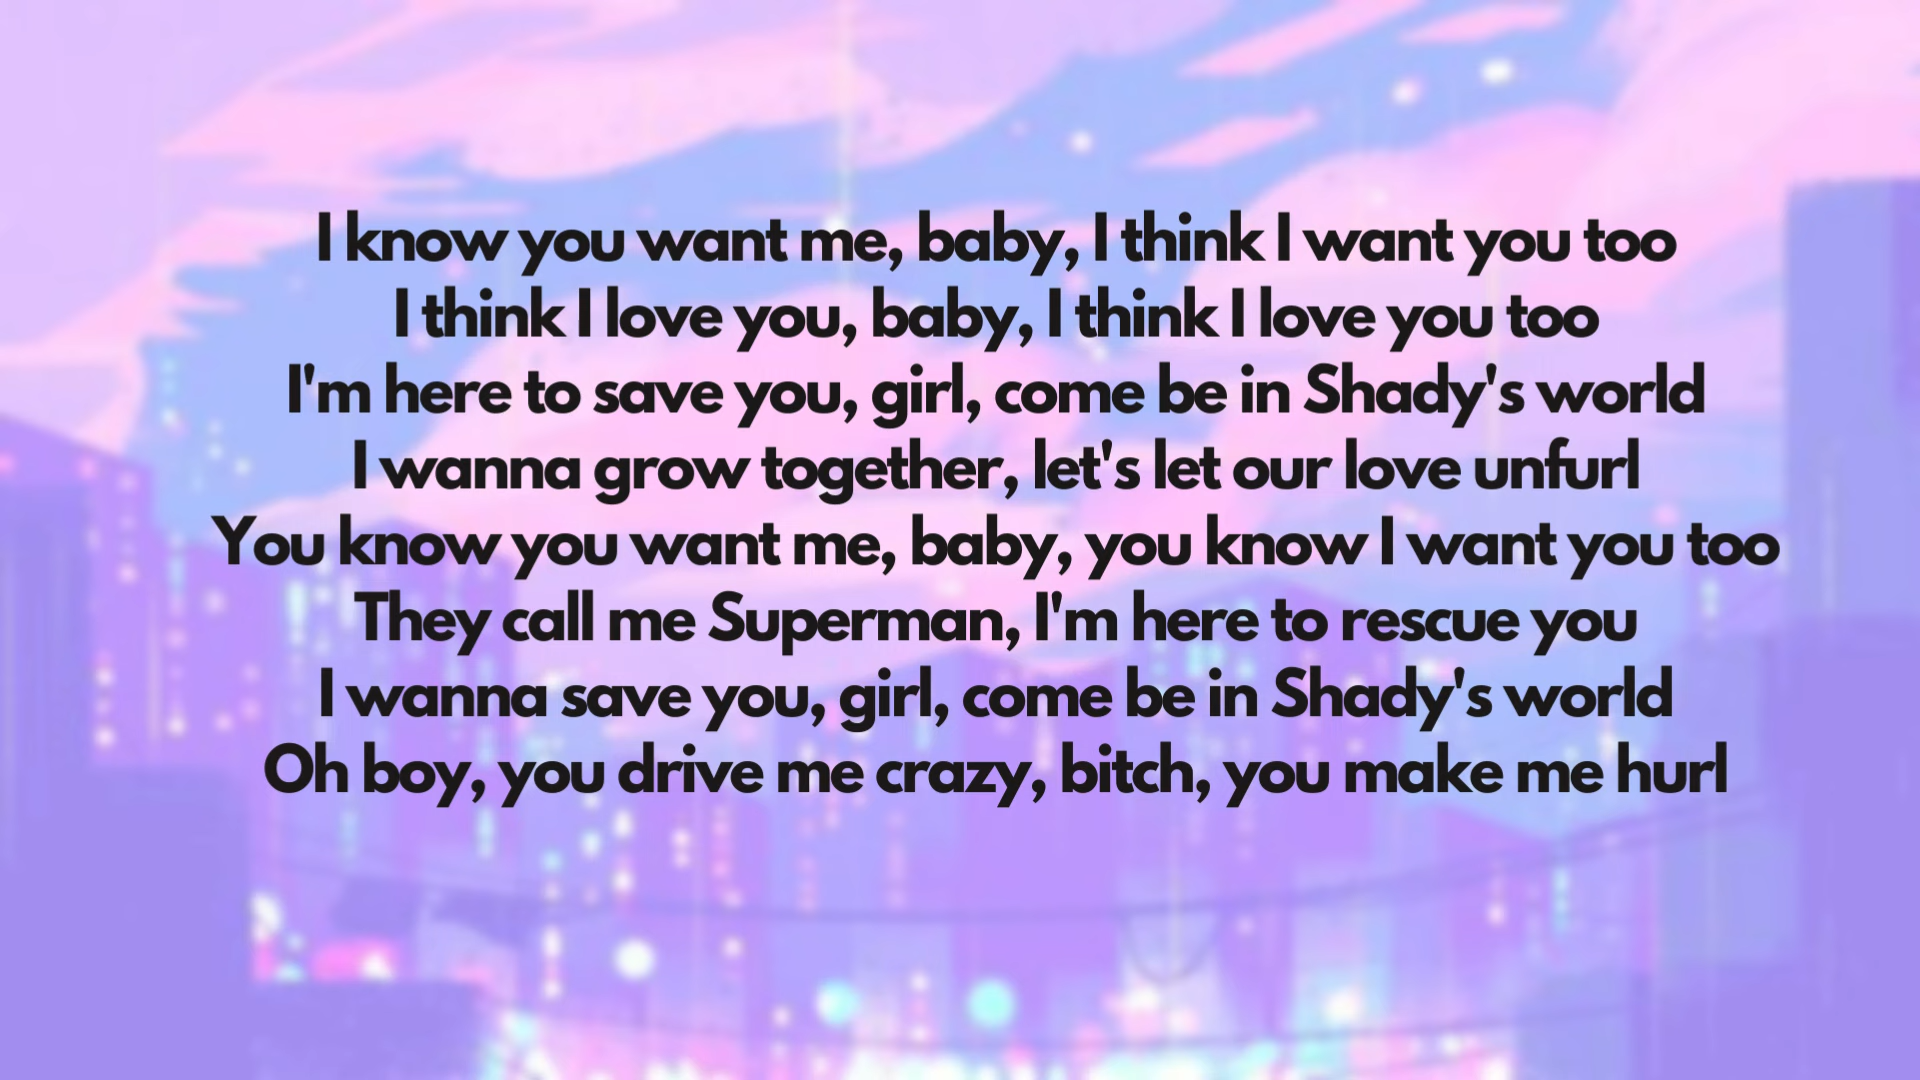 I know you want me, baby, I think I want you too
I think I love you, baby, I think I love you too
I'm here to save you, girl, come be in Shady's world
I wanna grow together, let's let our love unfurl
You know you want me, baby, you know I want you too
They call me Superman, I'm here to rescue you
I wanna save you, girl, come be in Shady's world
Oh boy, you drive me crazy, bitch, you make me hurl